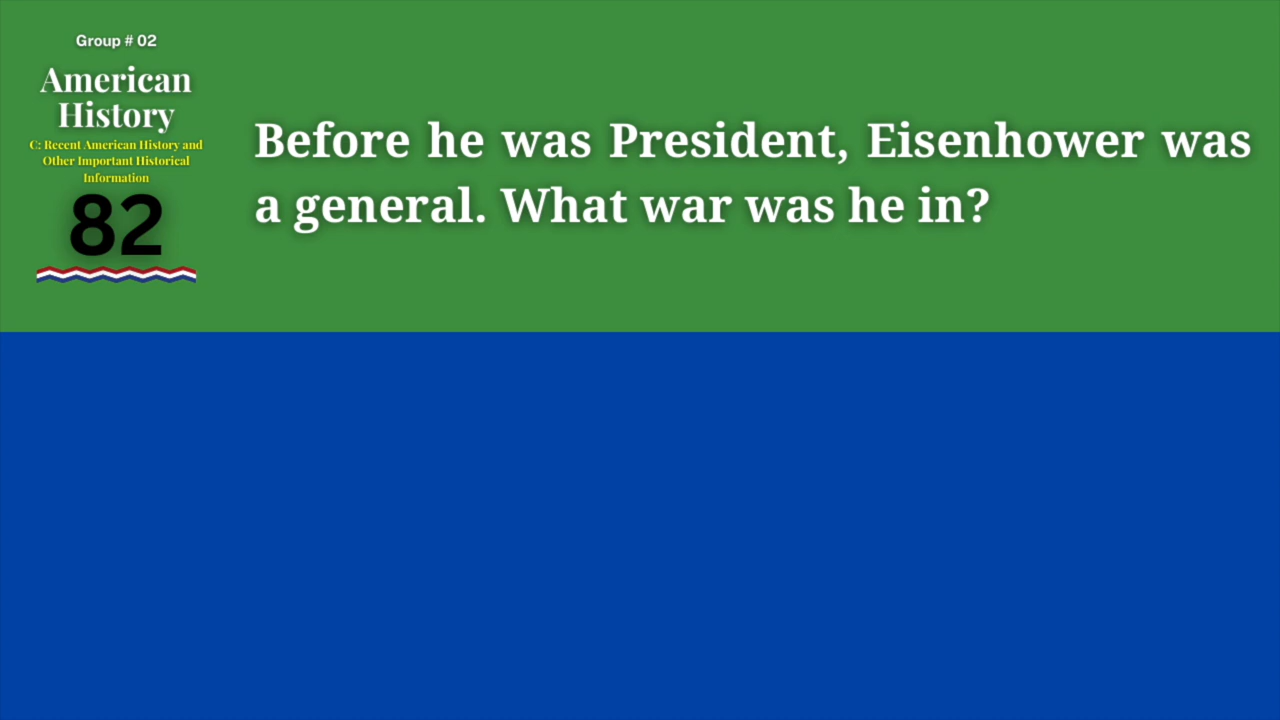 Group # 02
American
History
C: Recent American History and
Other Important Historical
Information
82
Before he was President, Eisenhower was
a general. What war was he in?